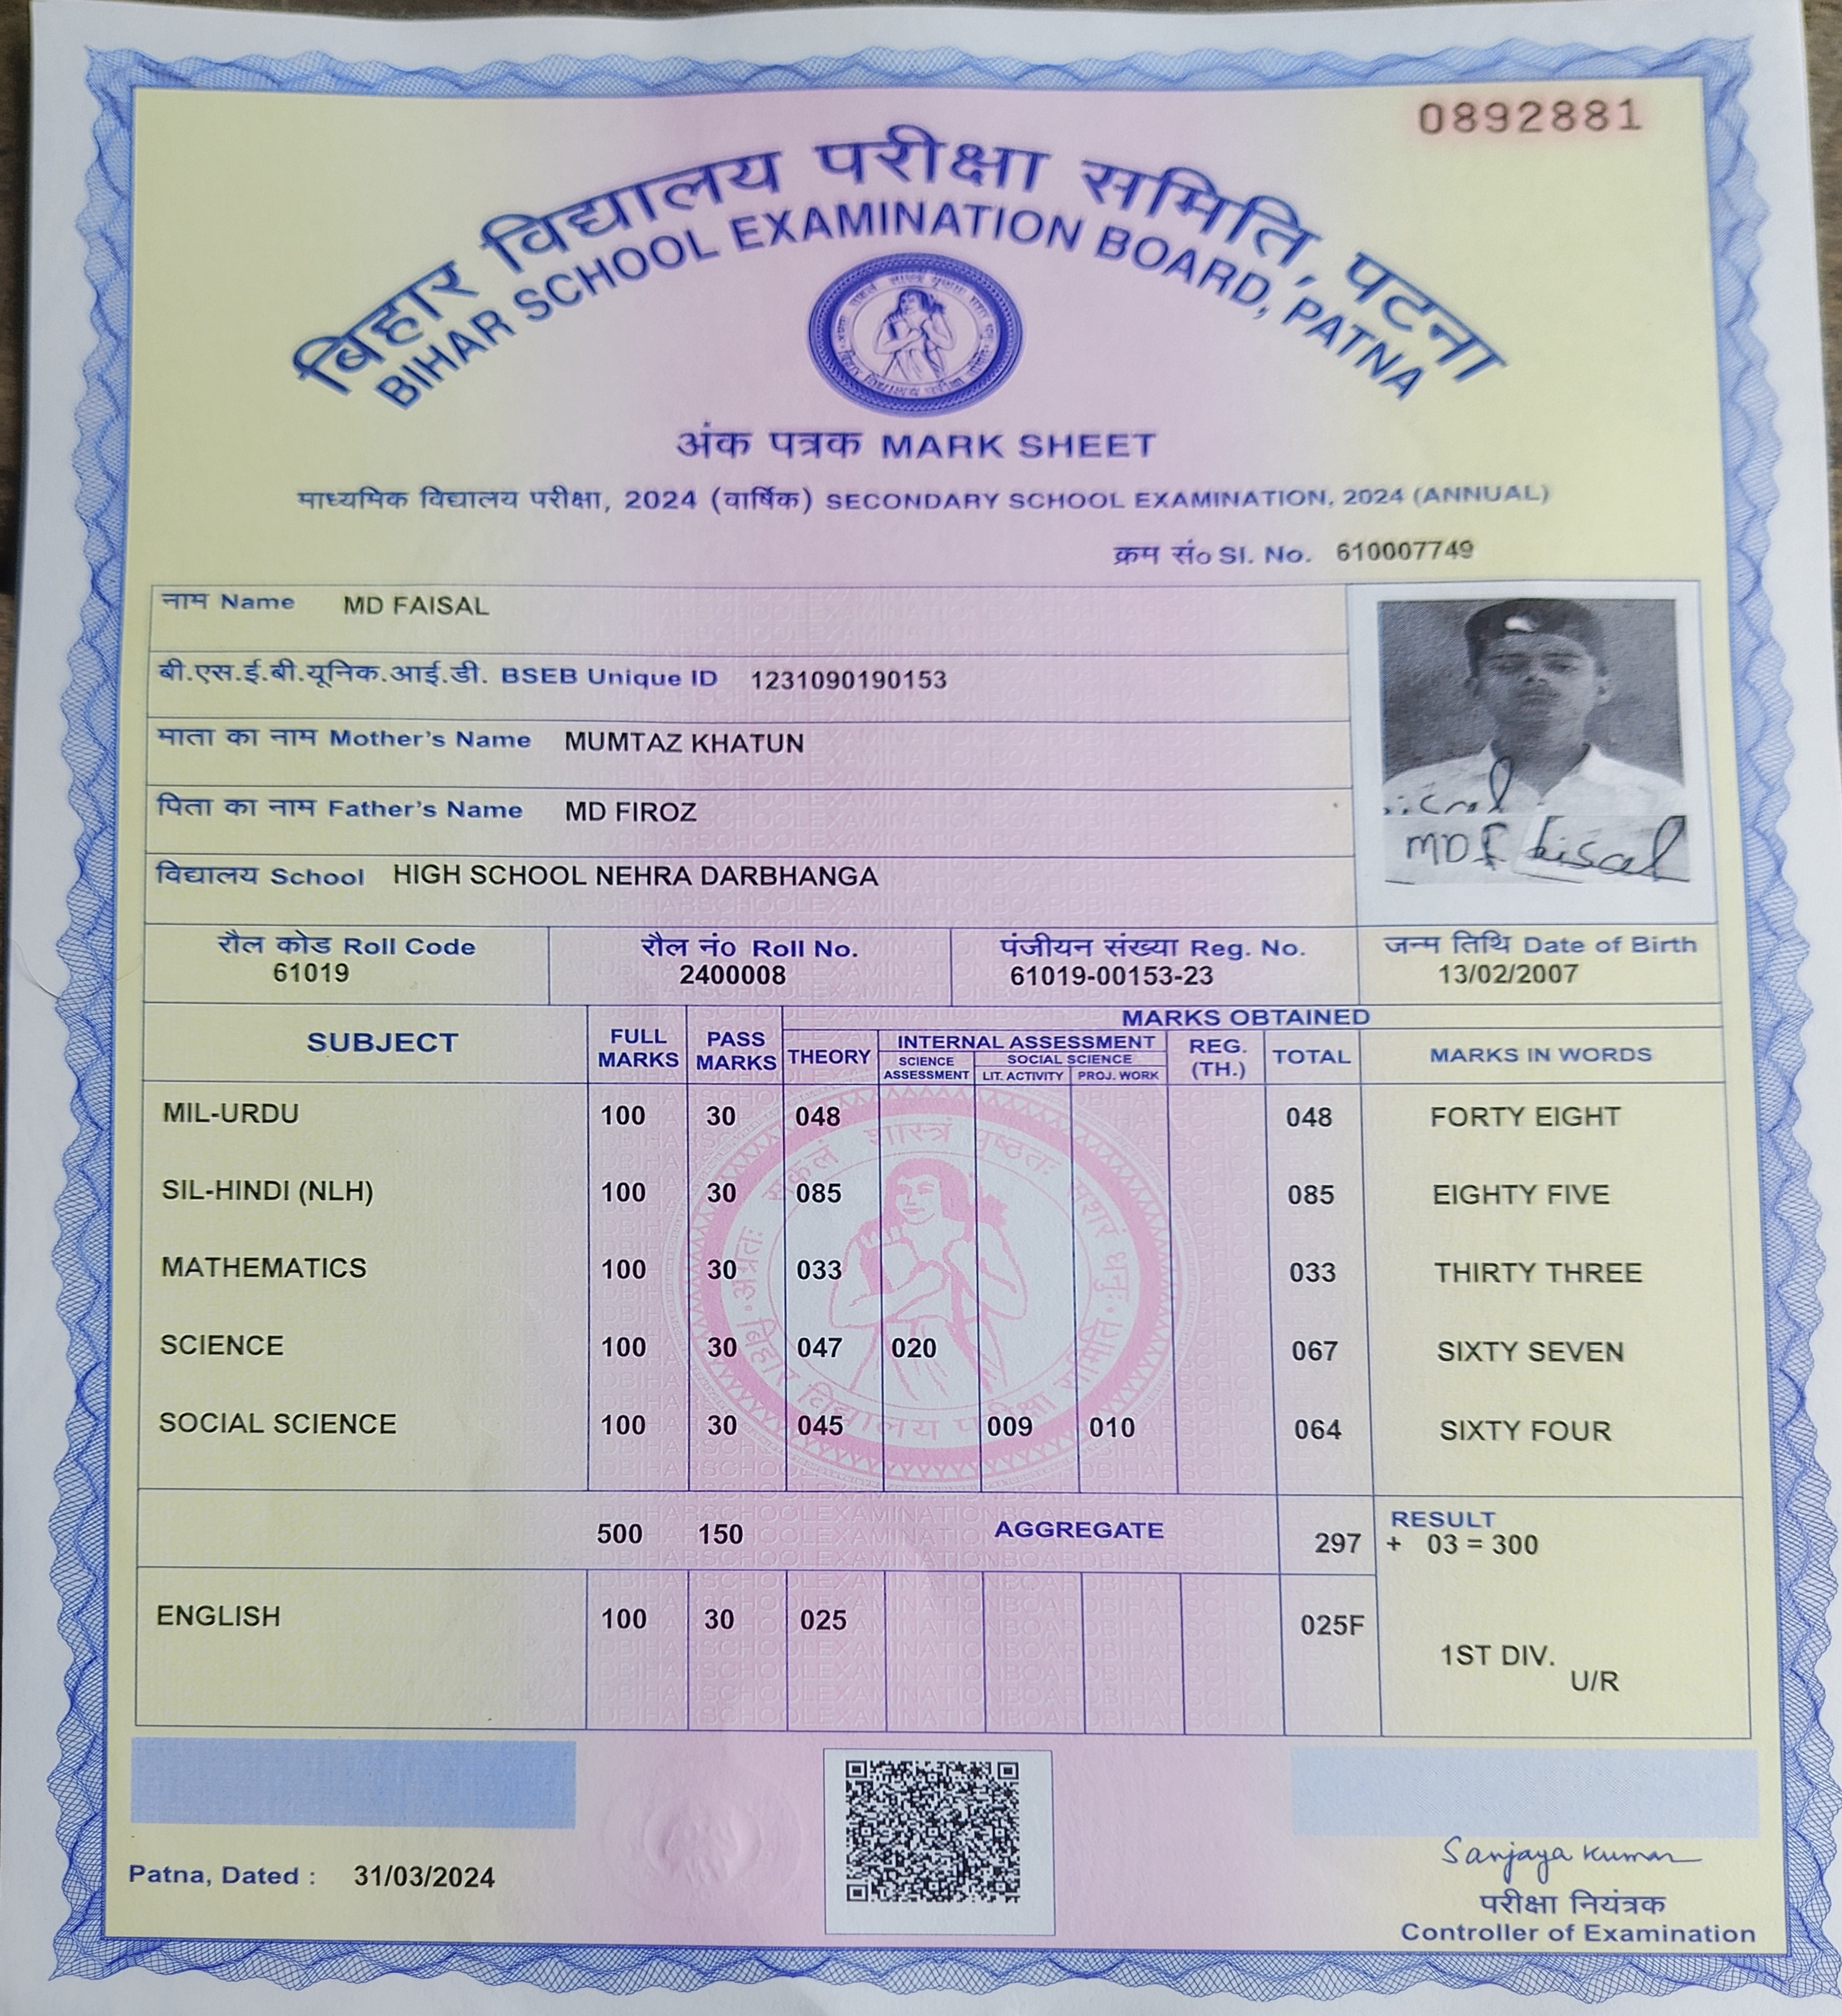 0892881
बिहार विद्यालय परीक्षा समिति, पटना
BIHAR SCHOOL EXAMINATION BOARD, PATNA
अंक पत्रक MARK SHEET
माध्यमिक विद्यालय परीक्षा, 2024 (वार्षिक) SECONDARY SCHOOL EXAMINATION, 2024 (ANNUAL)
क्रम सं० Sl. No. 610007749
नाम Name MD FAISAL
बी.एस.ई.बी.यूनिक.आई.डी. BSEB Unique ID 1231090190153
माता का नाम Mother's Name MUMTAZ KHATUN
पिता का नाम Father's Name MD FIROZ
विद्यालय School HIGH SCHOOL NEHRA DARBHANGA
MD Faisal
रौल कोड Roll Code रौल नं० Roll No. पंजीयन संख्या Reg. No. जन्म तिथि Date of Birth
61019 2400008 61019-00153-23 13/02/2007
SUBJECT FULL MARKS PASS MARKS MARKS OBTAINED
THEORY INTERNAL ASSESSMENT REG. (TH.) TOTAL MARKS IN WORDS
SCIENCE ASSESSMENT SOCIAL SCIENCE
LIT. ACTIVITY PROJ. WORK
MIL-URDU 100 30 048 048 FORTY EIGHT
SIL-HINDI (NLH) 100 30 085 085 EIGHTY FIVE
MATHEMATICS 100 30 033 033 THIRTY THREE
SCIENCE 100 30 047 020 067 SIXTY SEVEN
SOCIAL SCIENCE 100 30 045 009 010 064 SIXTY FOUR
500 150 AGGREGATE 297 RESULT
+ 03 = 300
ENGLISH 100 30 025 025F
1ST DIV.
U/R
Patna, Dated : 31/03/2024
Sanjaya Kumar
परीक्षा नियंत्रक
Controller of Examination